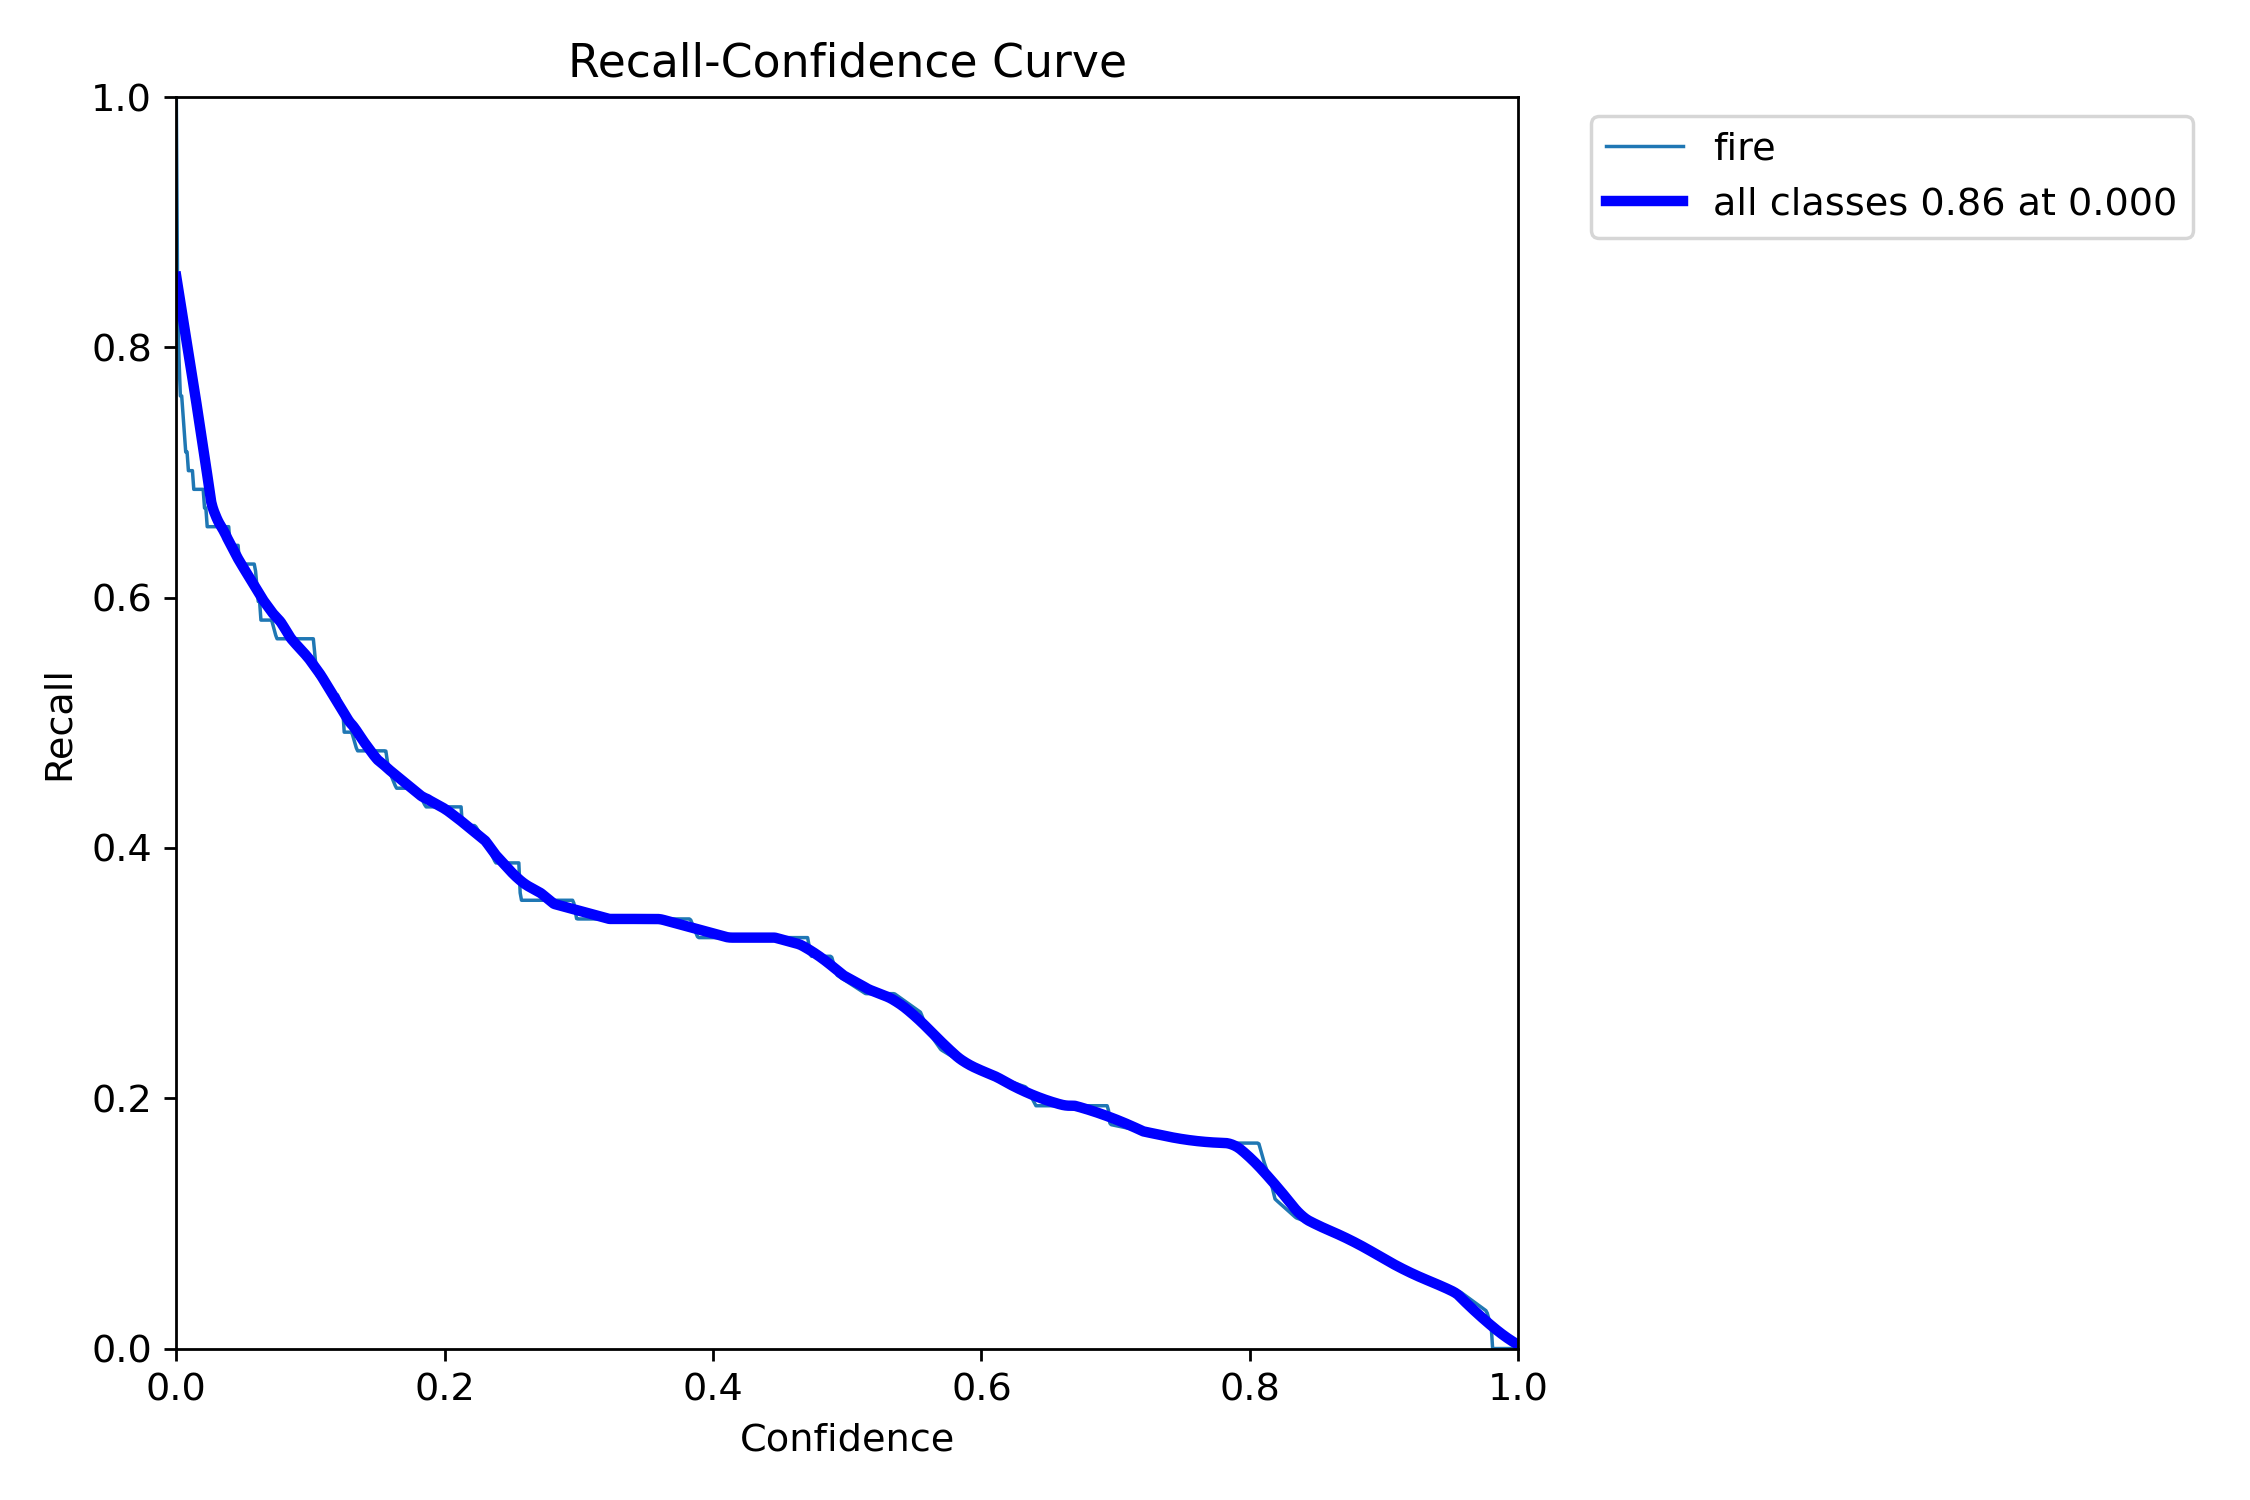 Recall-Confidence Curve
1.0
0.8
0.6
0.4
0.2
0.0
Recall
0.0 0.2 0.4 0.6 0.8 1.0
Confidence
fire
all classes 0.86 at 0.000